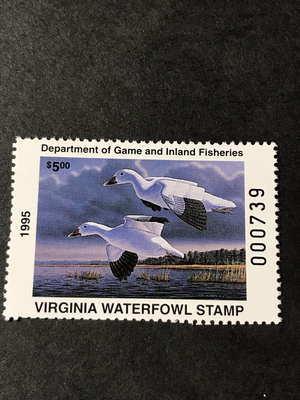 Department of Game and Inland Fisheries
$5.00
1995
000739
VIRGINIA WATERFOWL STAMP